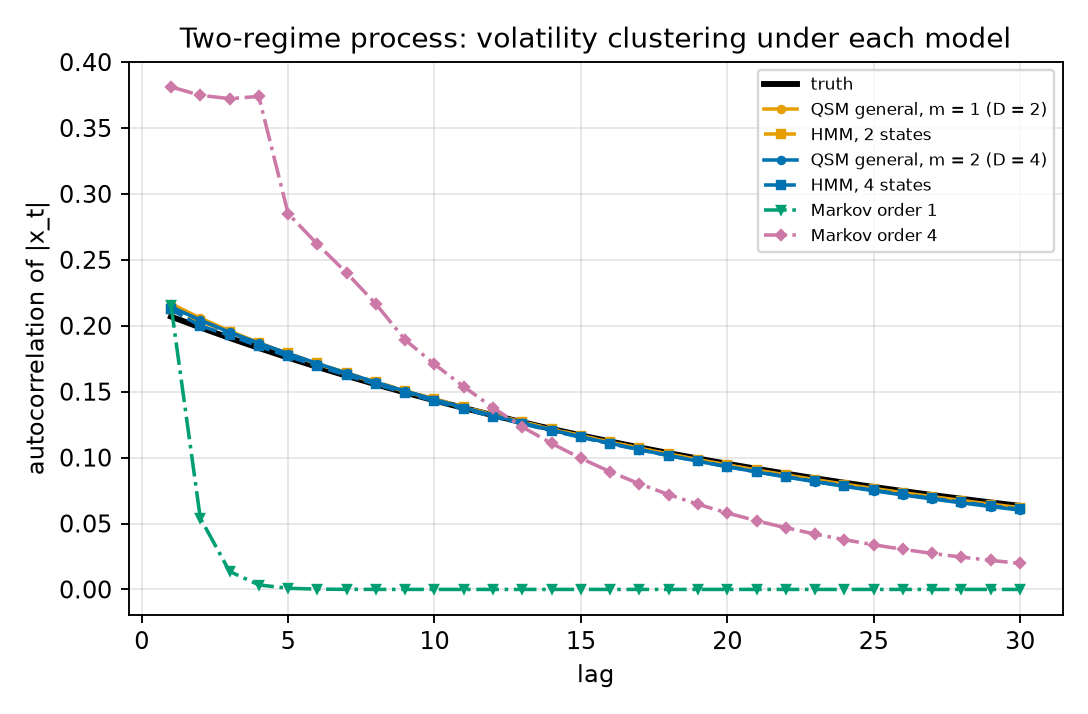 Two-regime process: volatility clustering under each model
autocorrelation of |x_t|
0.40
0.35
0.30
0.25
0.20
0.15
0.10
0.05
0.00
truth
QSM general, m = 1 (D = 2)
HMM, 2 states
QSM general, m = 2 (D = 4)
HMM, 4 states
Markov order 1
Markov order 4
0 5 10 15 20 25 30
lag